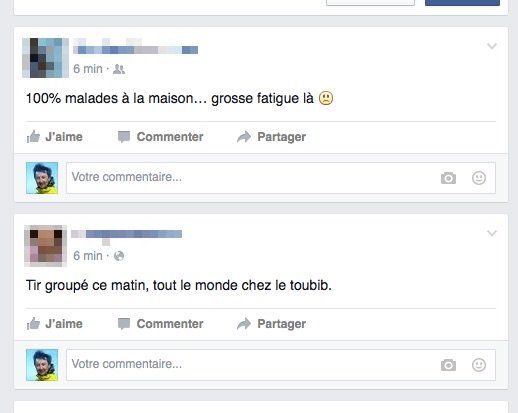 6 min ·
100% malades à la maison… grosse fatigue là
J'aime Commenter Partager
Votre commentaire...
6 min ·
Tir groupé ce matin, tout le monde chez le toubib.
J'aime Commenter Partager
Votre commentaire...